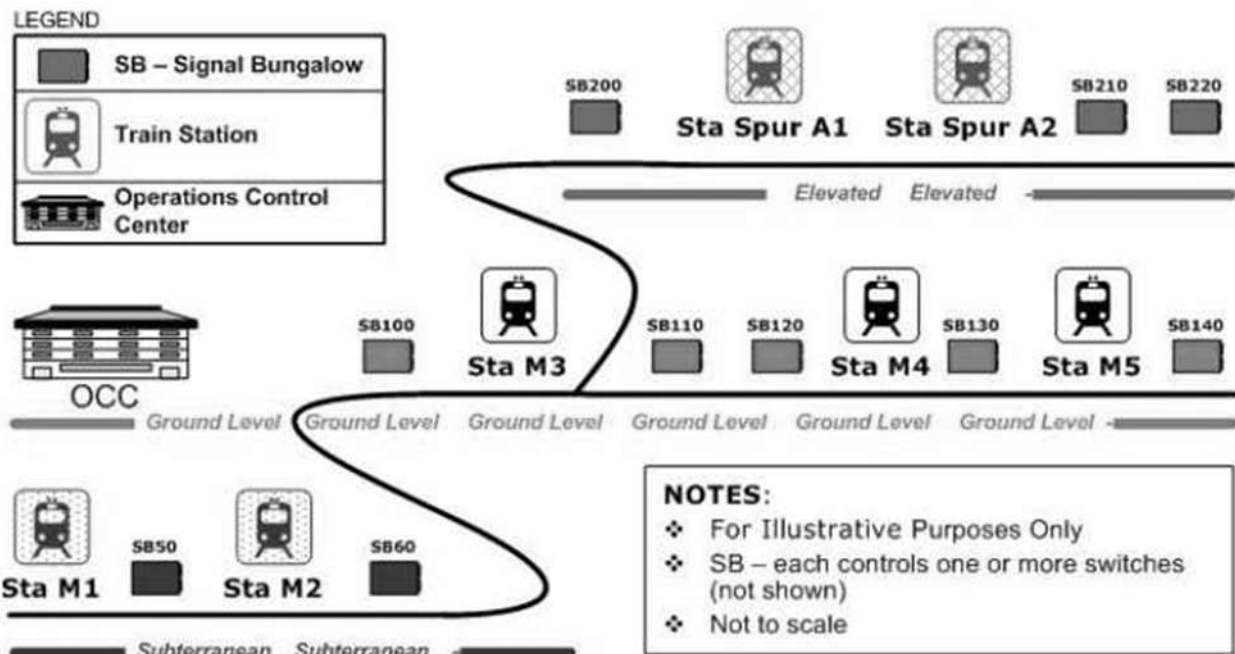 LEGEND
SB – Signal Bungalow
Train Station
Operations Control
Center
SB200
Sta Spur A1
Sta Spur A2
SB210
SB220
Elevated Elevated
OCC
SB100
Sta M3
SB110
SB120
Sta M4
SB130
Sta M5
SB140
Ground Level Ground Level Ground Level Ground Level Ground Level Ground Level
Sta M1
SB50
Sta M2
SB60
Subterranean Subterranean
NOTES:
❖ For Illustrative Purposes Only
❖ SB – each controls one or more switches
(not shown)
❖ Not to scale